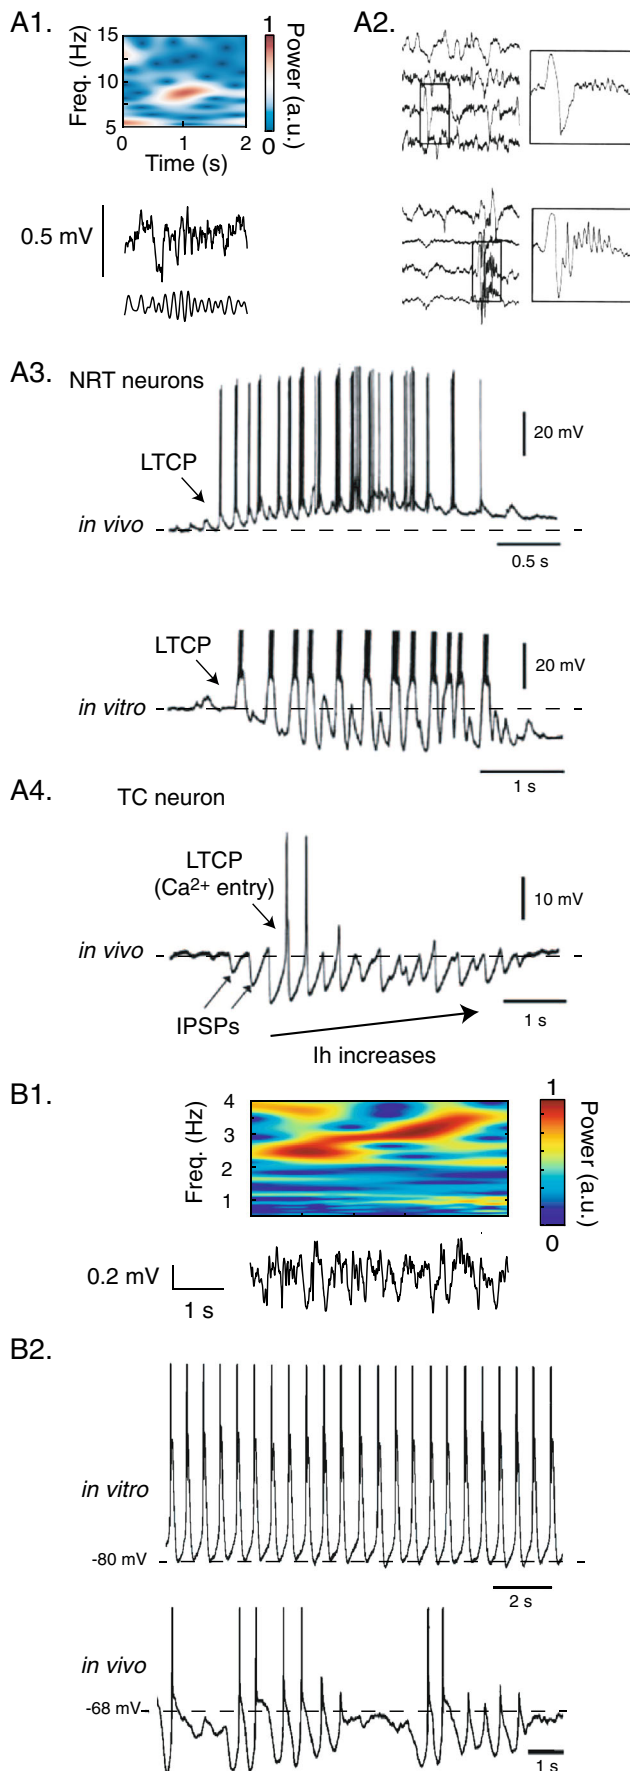 A1.
Freq. (Hz)
15
10
5
0
1
2
Time (s)
1
0
Power (a.u.)
0.5 mV
A2.
A3.
NRT neurons
LTCP
in vivo
20 mV
0.5 s
LTCP
in vitro
20 mV
1 s
A4.
TC neuron
LTCP
(Ca2+ entry)
10 mV
in vivo
IPSPs
1 s
Ih increases
B1.
Freq. (Hz)
4
3
2
1
1
0
Power (a.u.)
0.2 mV
1 s
B2.
in vitro
-80 mV
2 s
in vivo
-68 mV
1 s